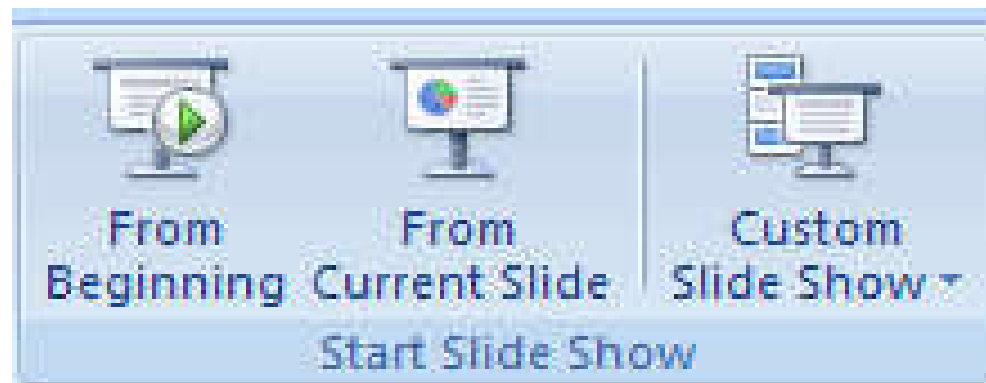 From
Beginning
From
Current Slide
Custom
Slide Show
Start Slide Show